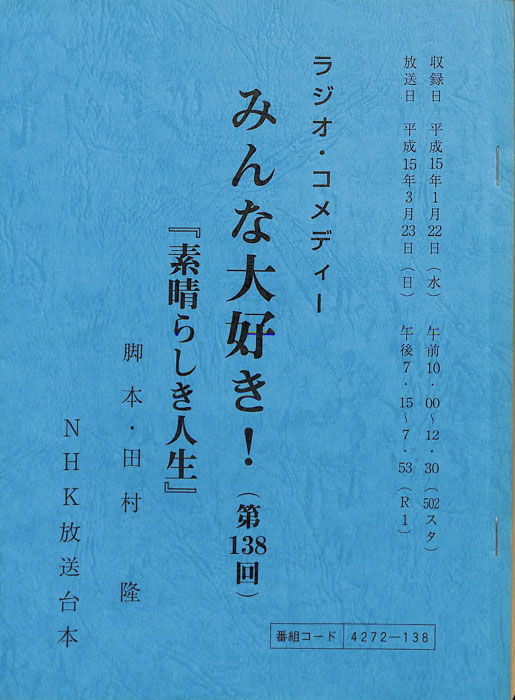 収録日 平成15年1月22日（水） 午前10・00～12・30（502スタ）
放送日 平成15年3月23日（日） 午後7・15～7・53（R1）
ラジオ・コメディー
みんな大好き！（第138回）
『素晴らしき人生』
脚本・田村 隆
NHK放送台本
番組コード 4272―138